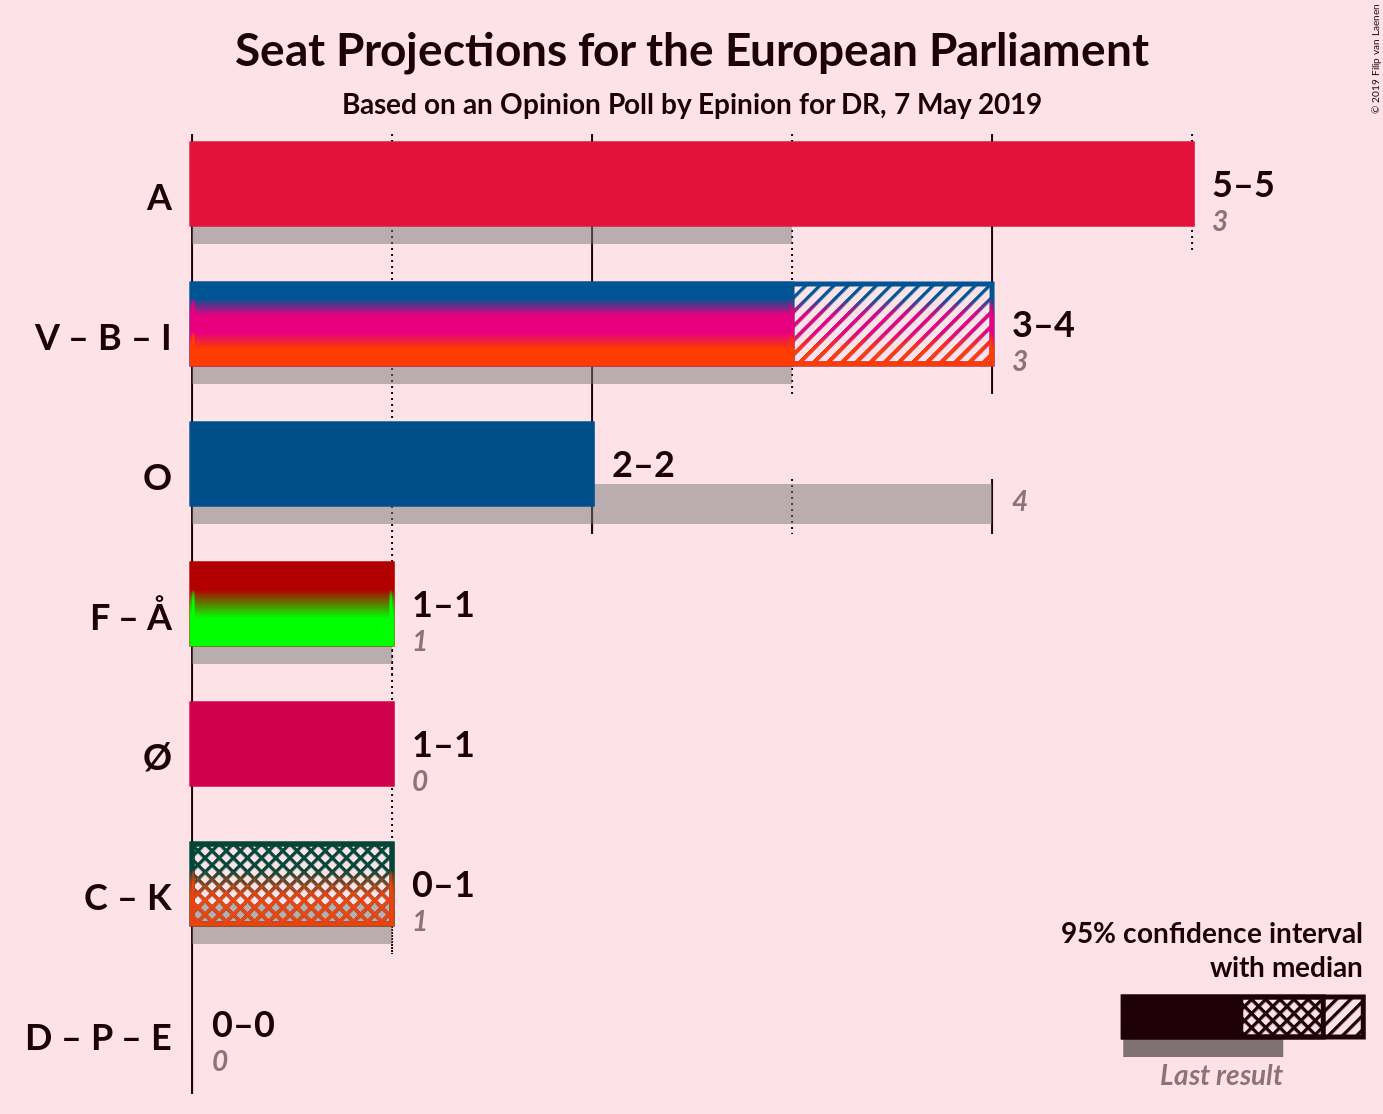 Seat Projections for the European Parliament
Based on an Opinion Poll by Epinion for DR, 7 May 2019
© 2019 Filip van Laenen
A
5–5
3
V – B – I
3–4
3
O
2–2
4
F – Å
1–1
1
Ø
1–1
0
C – K
0–1
1
D – P – E
0–0
0
95% confidence interval
with median
Last result